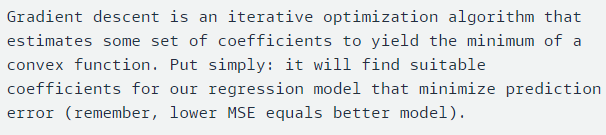 Gradient descent is an iterative optimization algorithm that
estimates some set of coefficients to yield the minimum of a
convex function. Put simply: it will find suitable
coefficients for our regression model that minimize prediction
error (remember, lower MSE equals better model).